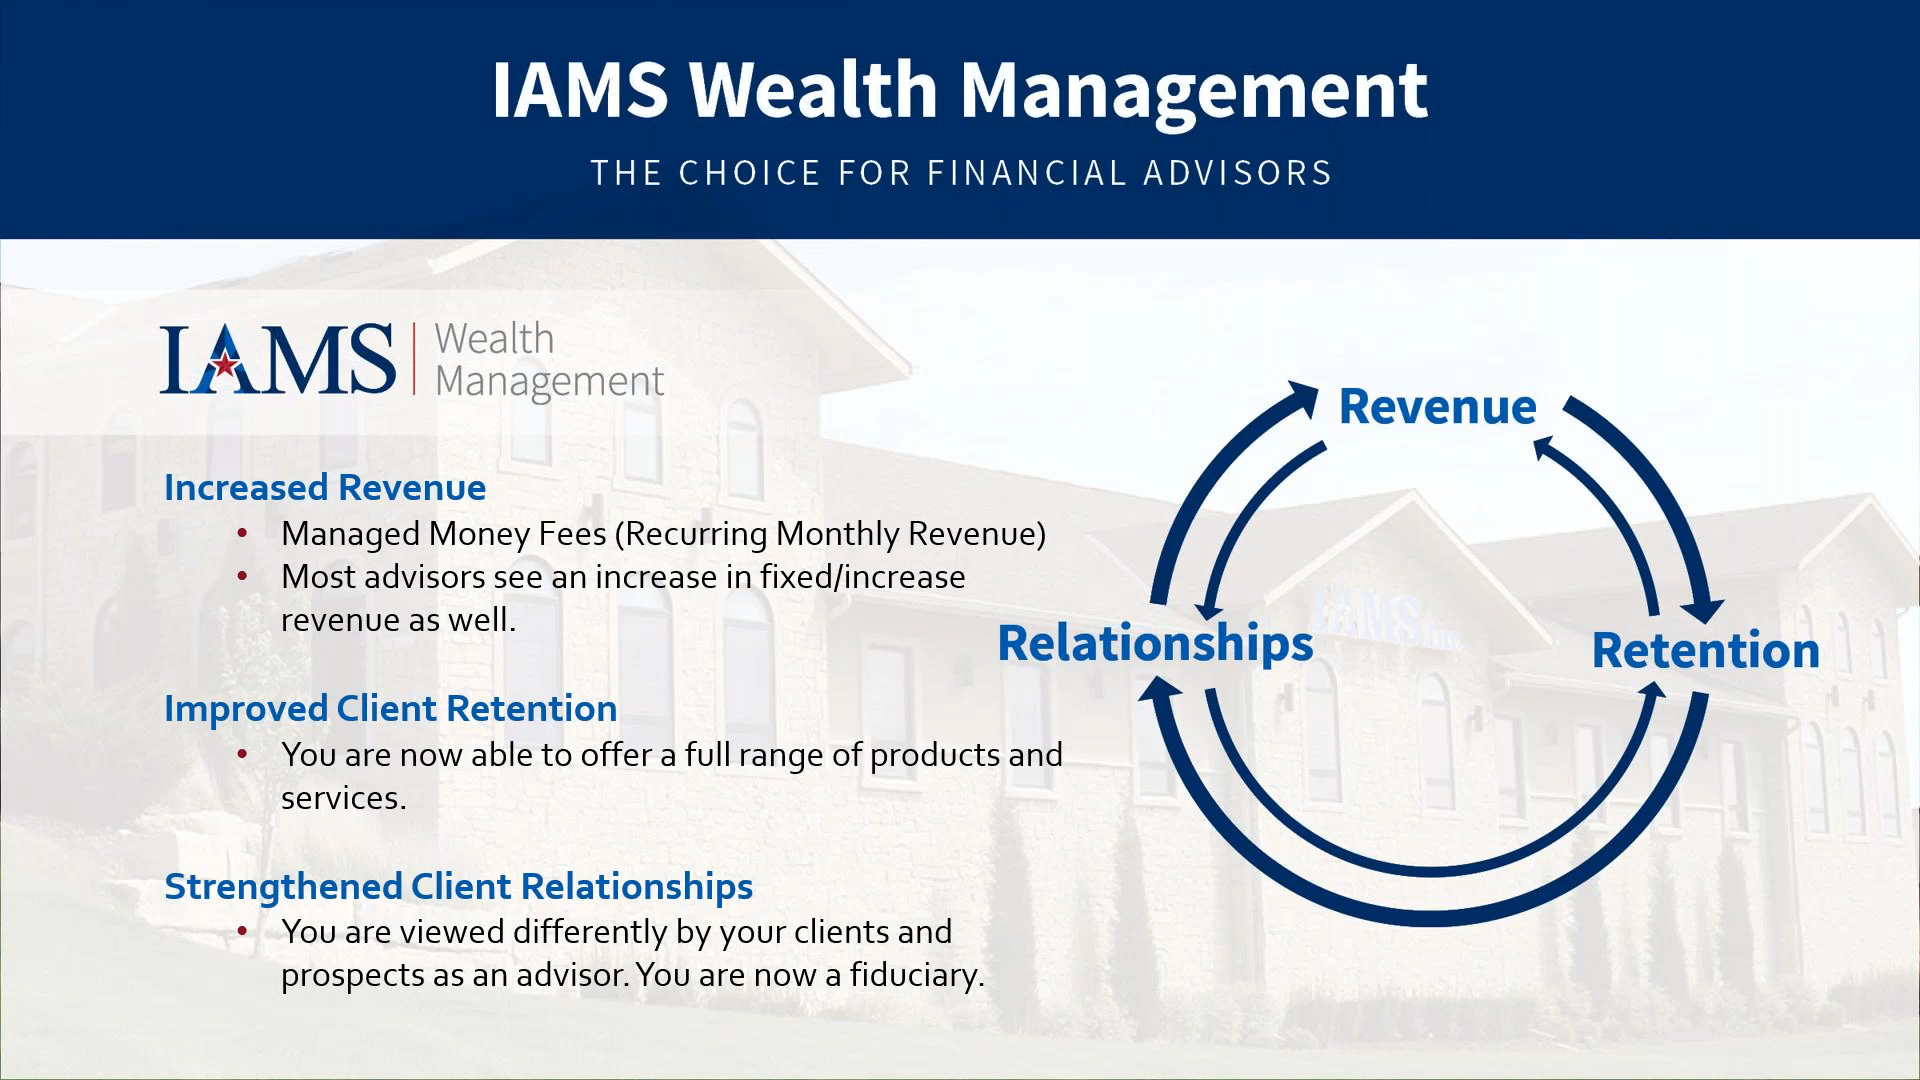 IAMS Wealth Management
THE CHOICE FOR FINANCIAL ADVISORS
IAMS | Wealth
Management
Increased Revenue
• Managed Money Fees (Recurring Monthly Revenue)
• Most advisors see an increase in fixed/increase
revenue as well.
Improved Client Retention
• You are now able to offer a full range of products and
services.
Strengthened Client Relationships
• You are viewed differently by your clients and
prospects as an advisor. You are now a fiduciary.
Revenue
Relationships
Retention
IAMS Inc.